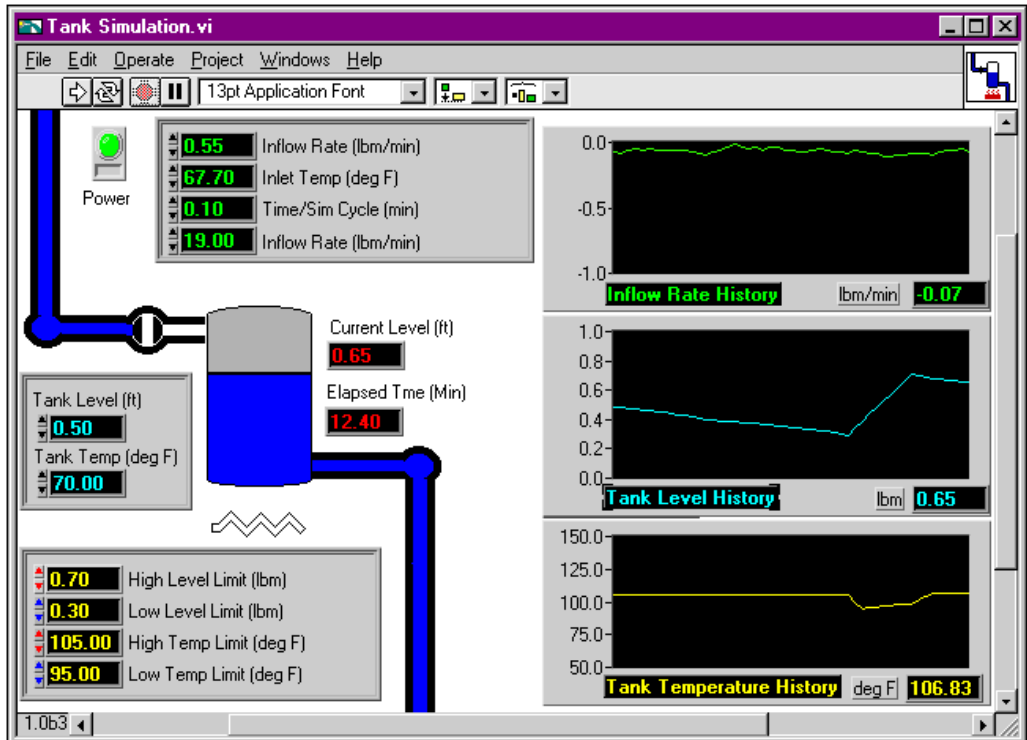 Tank Simulation.vi
File Edit Operate Project Windows Help
13pt Application Font
Power
0.55 Inflow Rate (lbm/min)
67.70 Inlet Temp (deg F)
0.10 Time/Sim Cycle (min)
19.00 Inflow Rate (lbm/min)
0.0
-0.5
-1.0
Inflow Rate History lbm/min -0.07
Current Level (ft)
0.65
Elapsed Tme (Min)
12.40
Tank Level (ft)
0.50
Tank Temp (deg F)
70.00
1.0
0.8
0.6
0.4
0.2
0.0
Tank Level History lbm 0.65
0.70 High Level Limit (lbm)
0.30 Low Level Limit (lbm)
105.00 High Temp Limit (deg F)
95.00 Low Temp Limit (deg F)
150.0
125.0
100.0
75.0
50.0
Tank Temperature History deg F 106.83
1.0b3